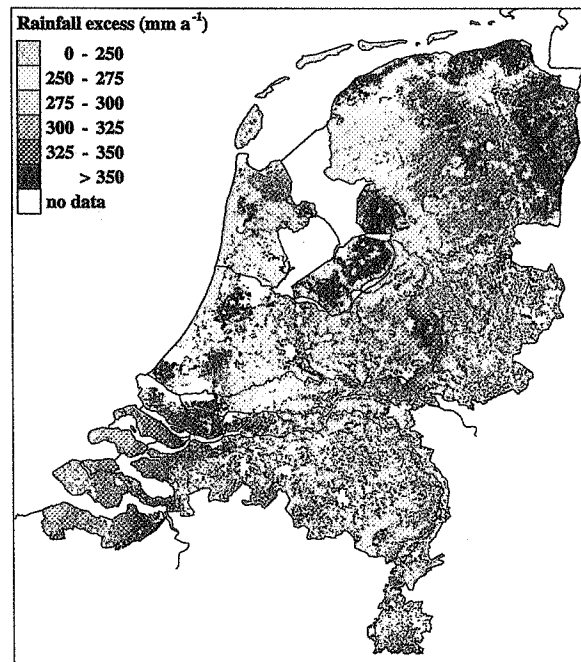 Rainfall excess (mm a⁻¹)
0 - 250
250 - 275
275 - 300
300 - 325
325 - 350
> 350
no data